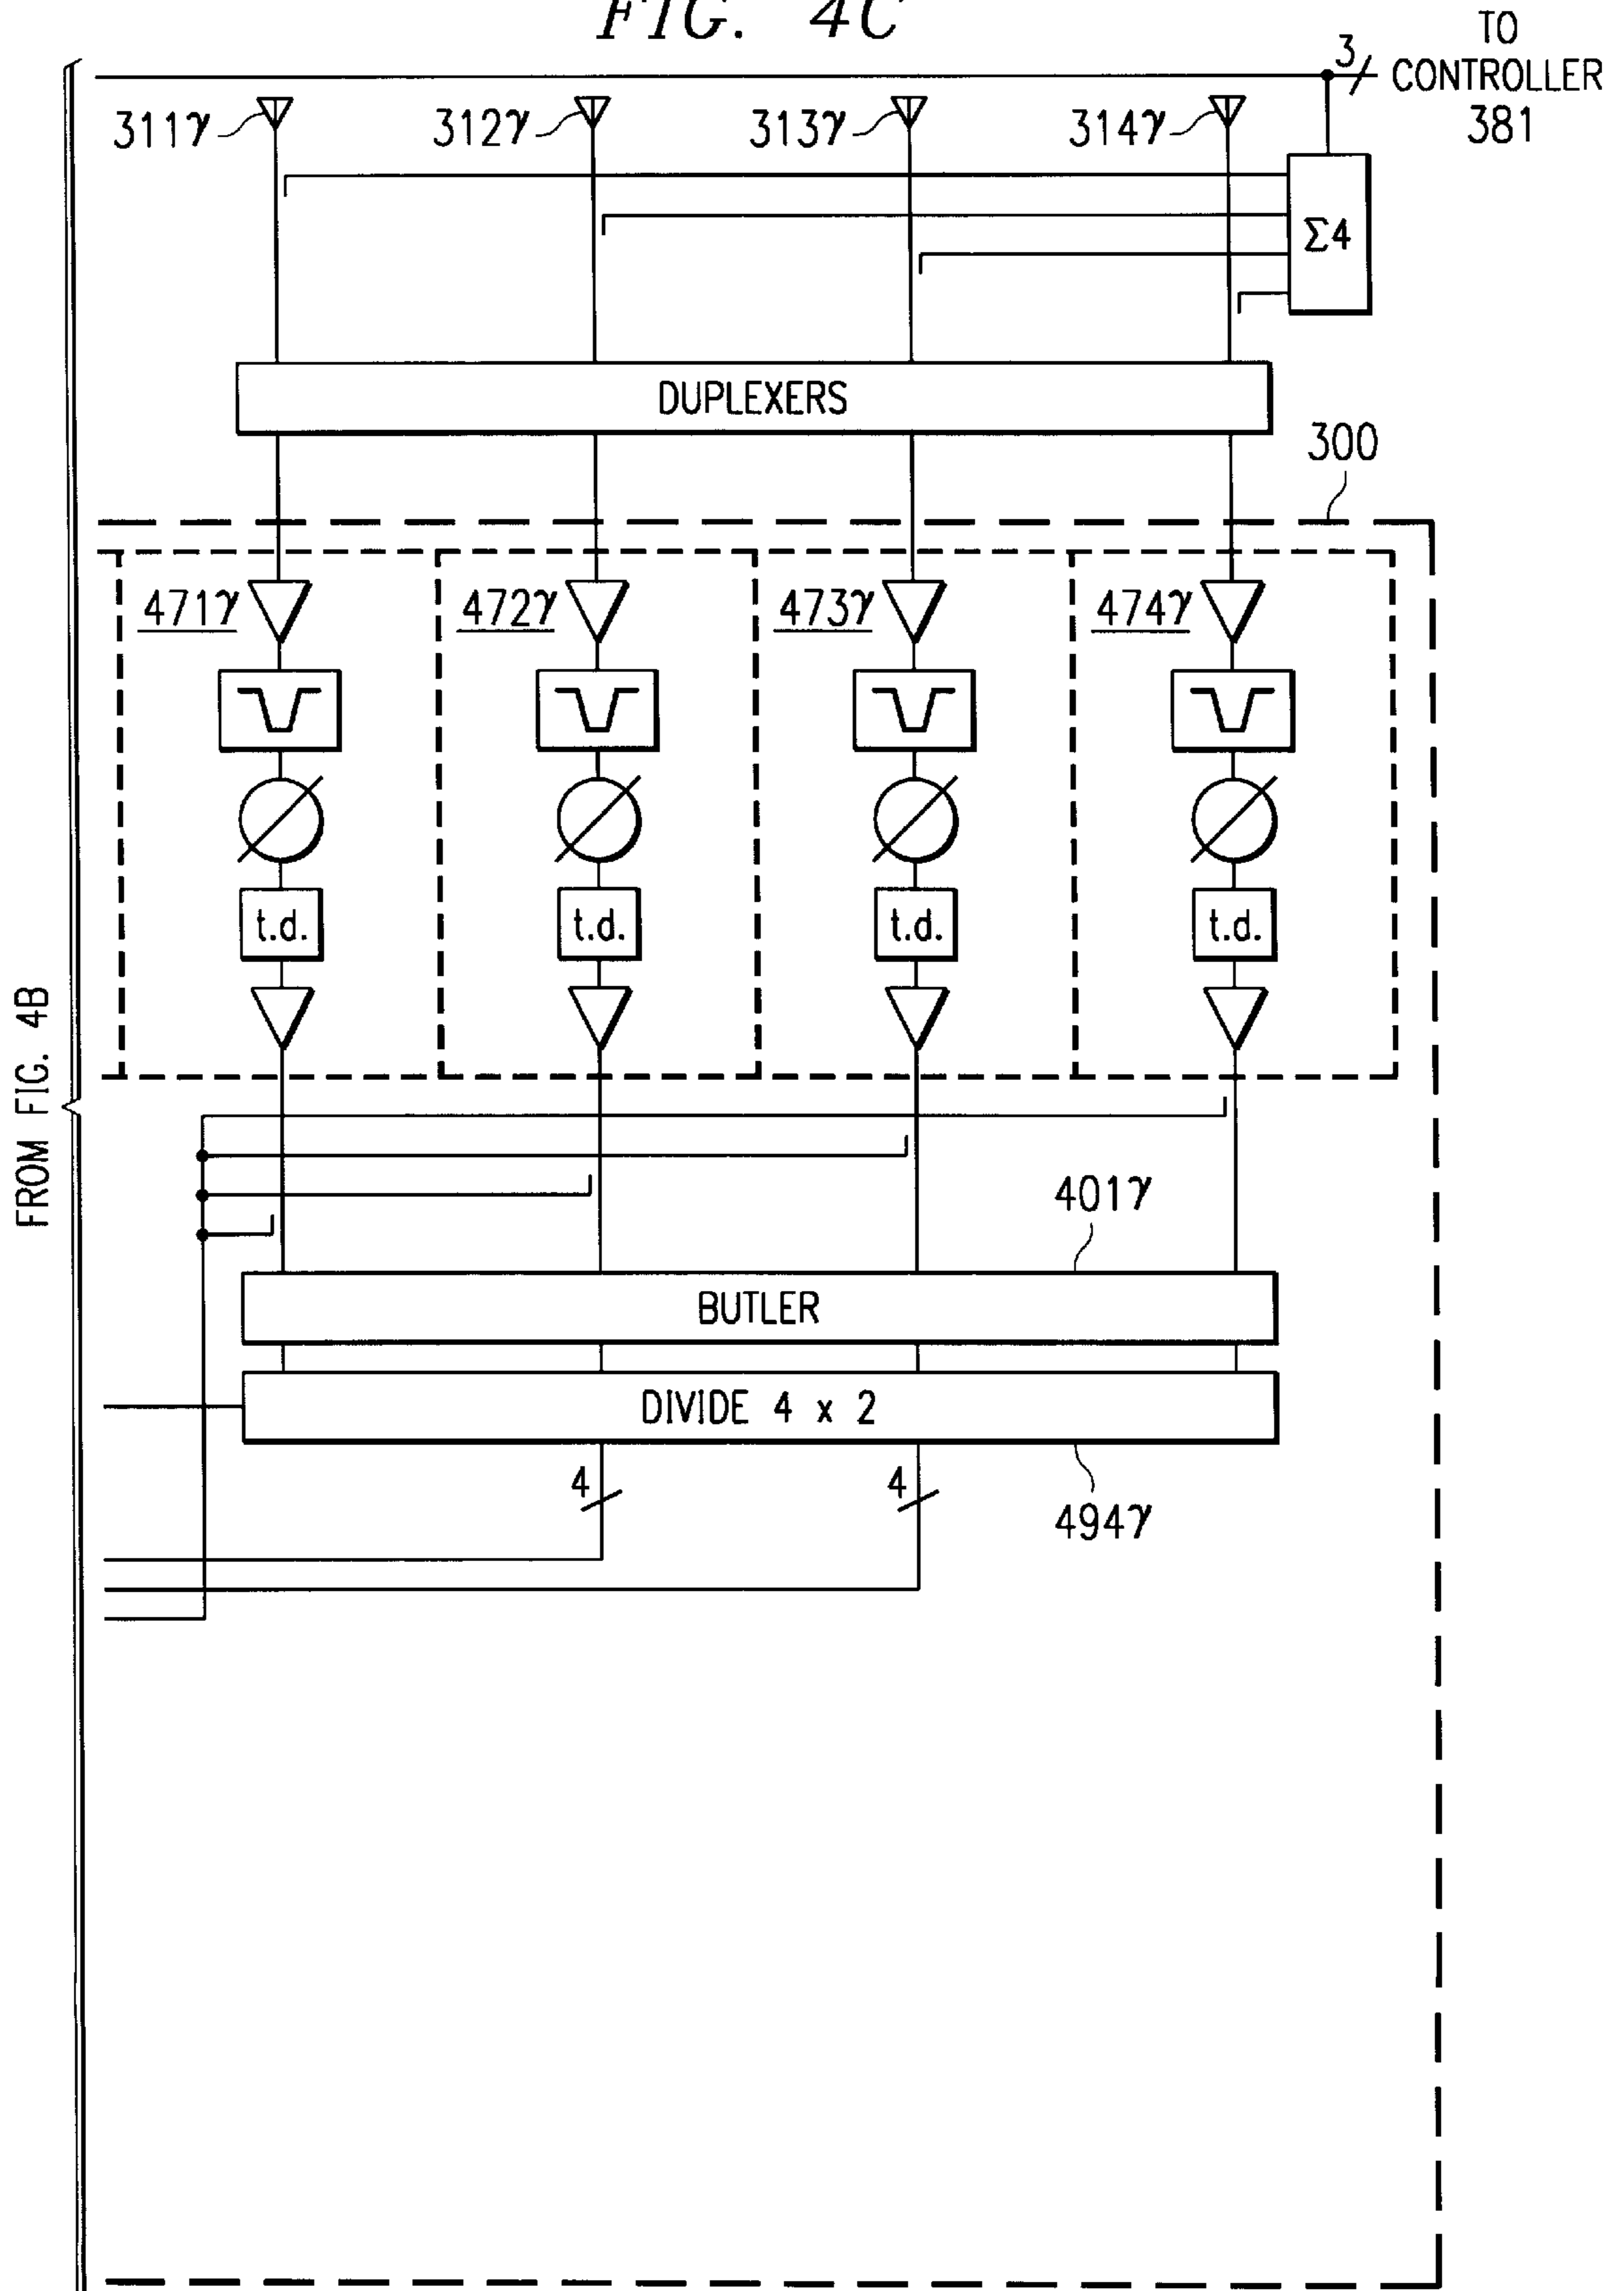 FIG. 4C
TO
CONTROLLER
381
3
311γ
312γ
313γ
314γ
Σ4
DUPLEXERS
300
471γ
472γ
473γ
474γ
t.d.
t.d.
t.d.
t.d.
FROM FIG. 4B
401γ
BUTLER
DIVIDE 4 x 2
4
4
494γ